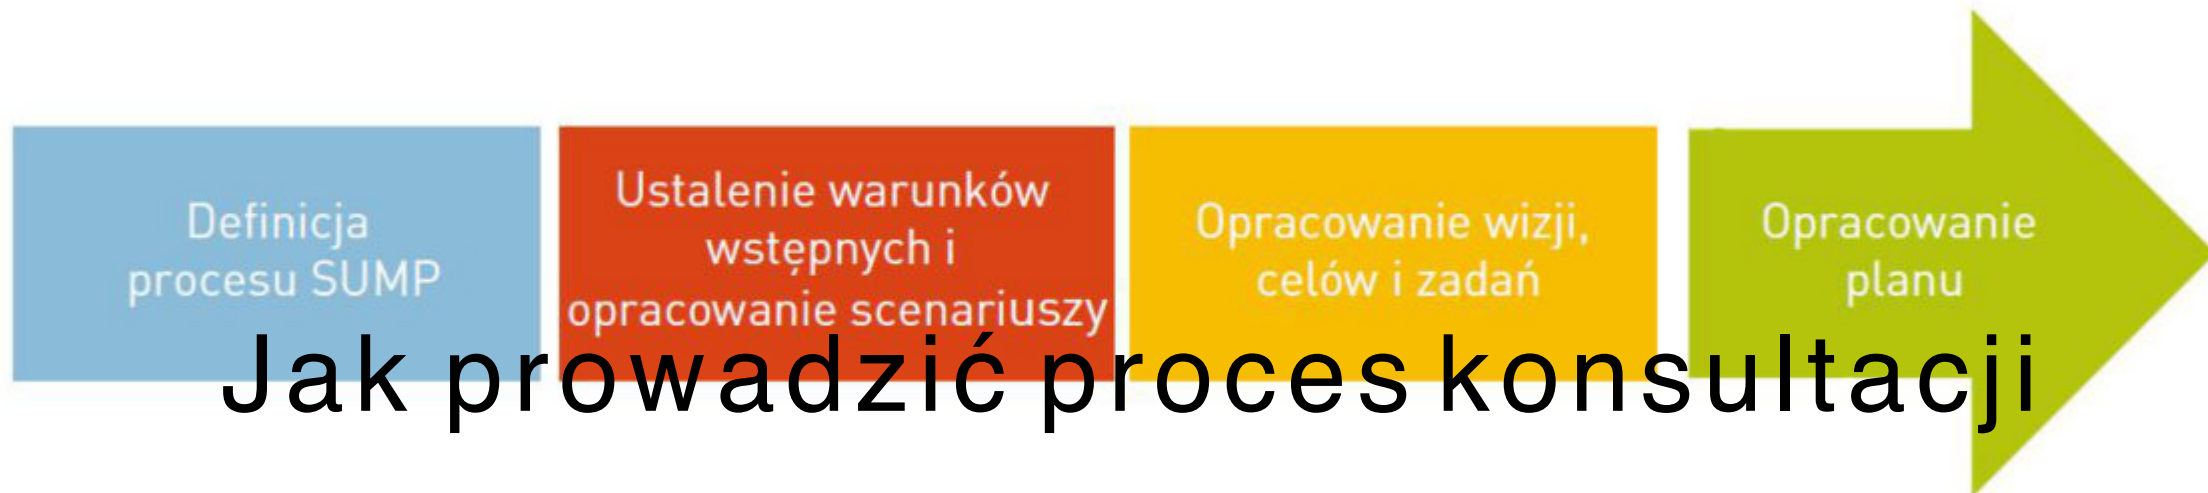 Definicja
procesu SUMP
Ustalenie warunków
wstępnych i
opracowanie scenariuszy
Opracowanie wizji,
celów i zadań
Opracowanie
planu
Jak prowadzić proces konsultacji